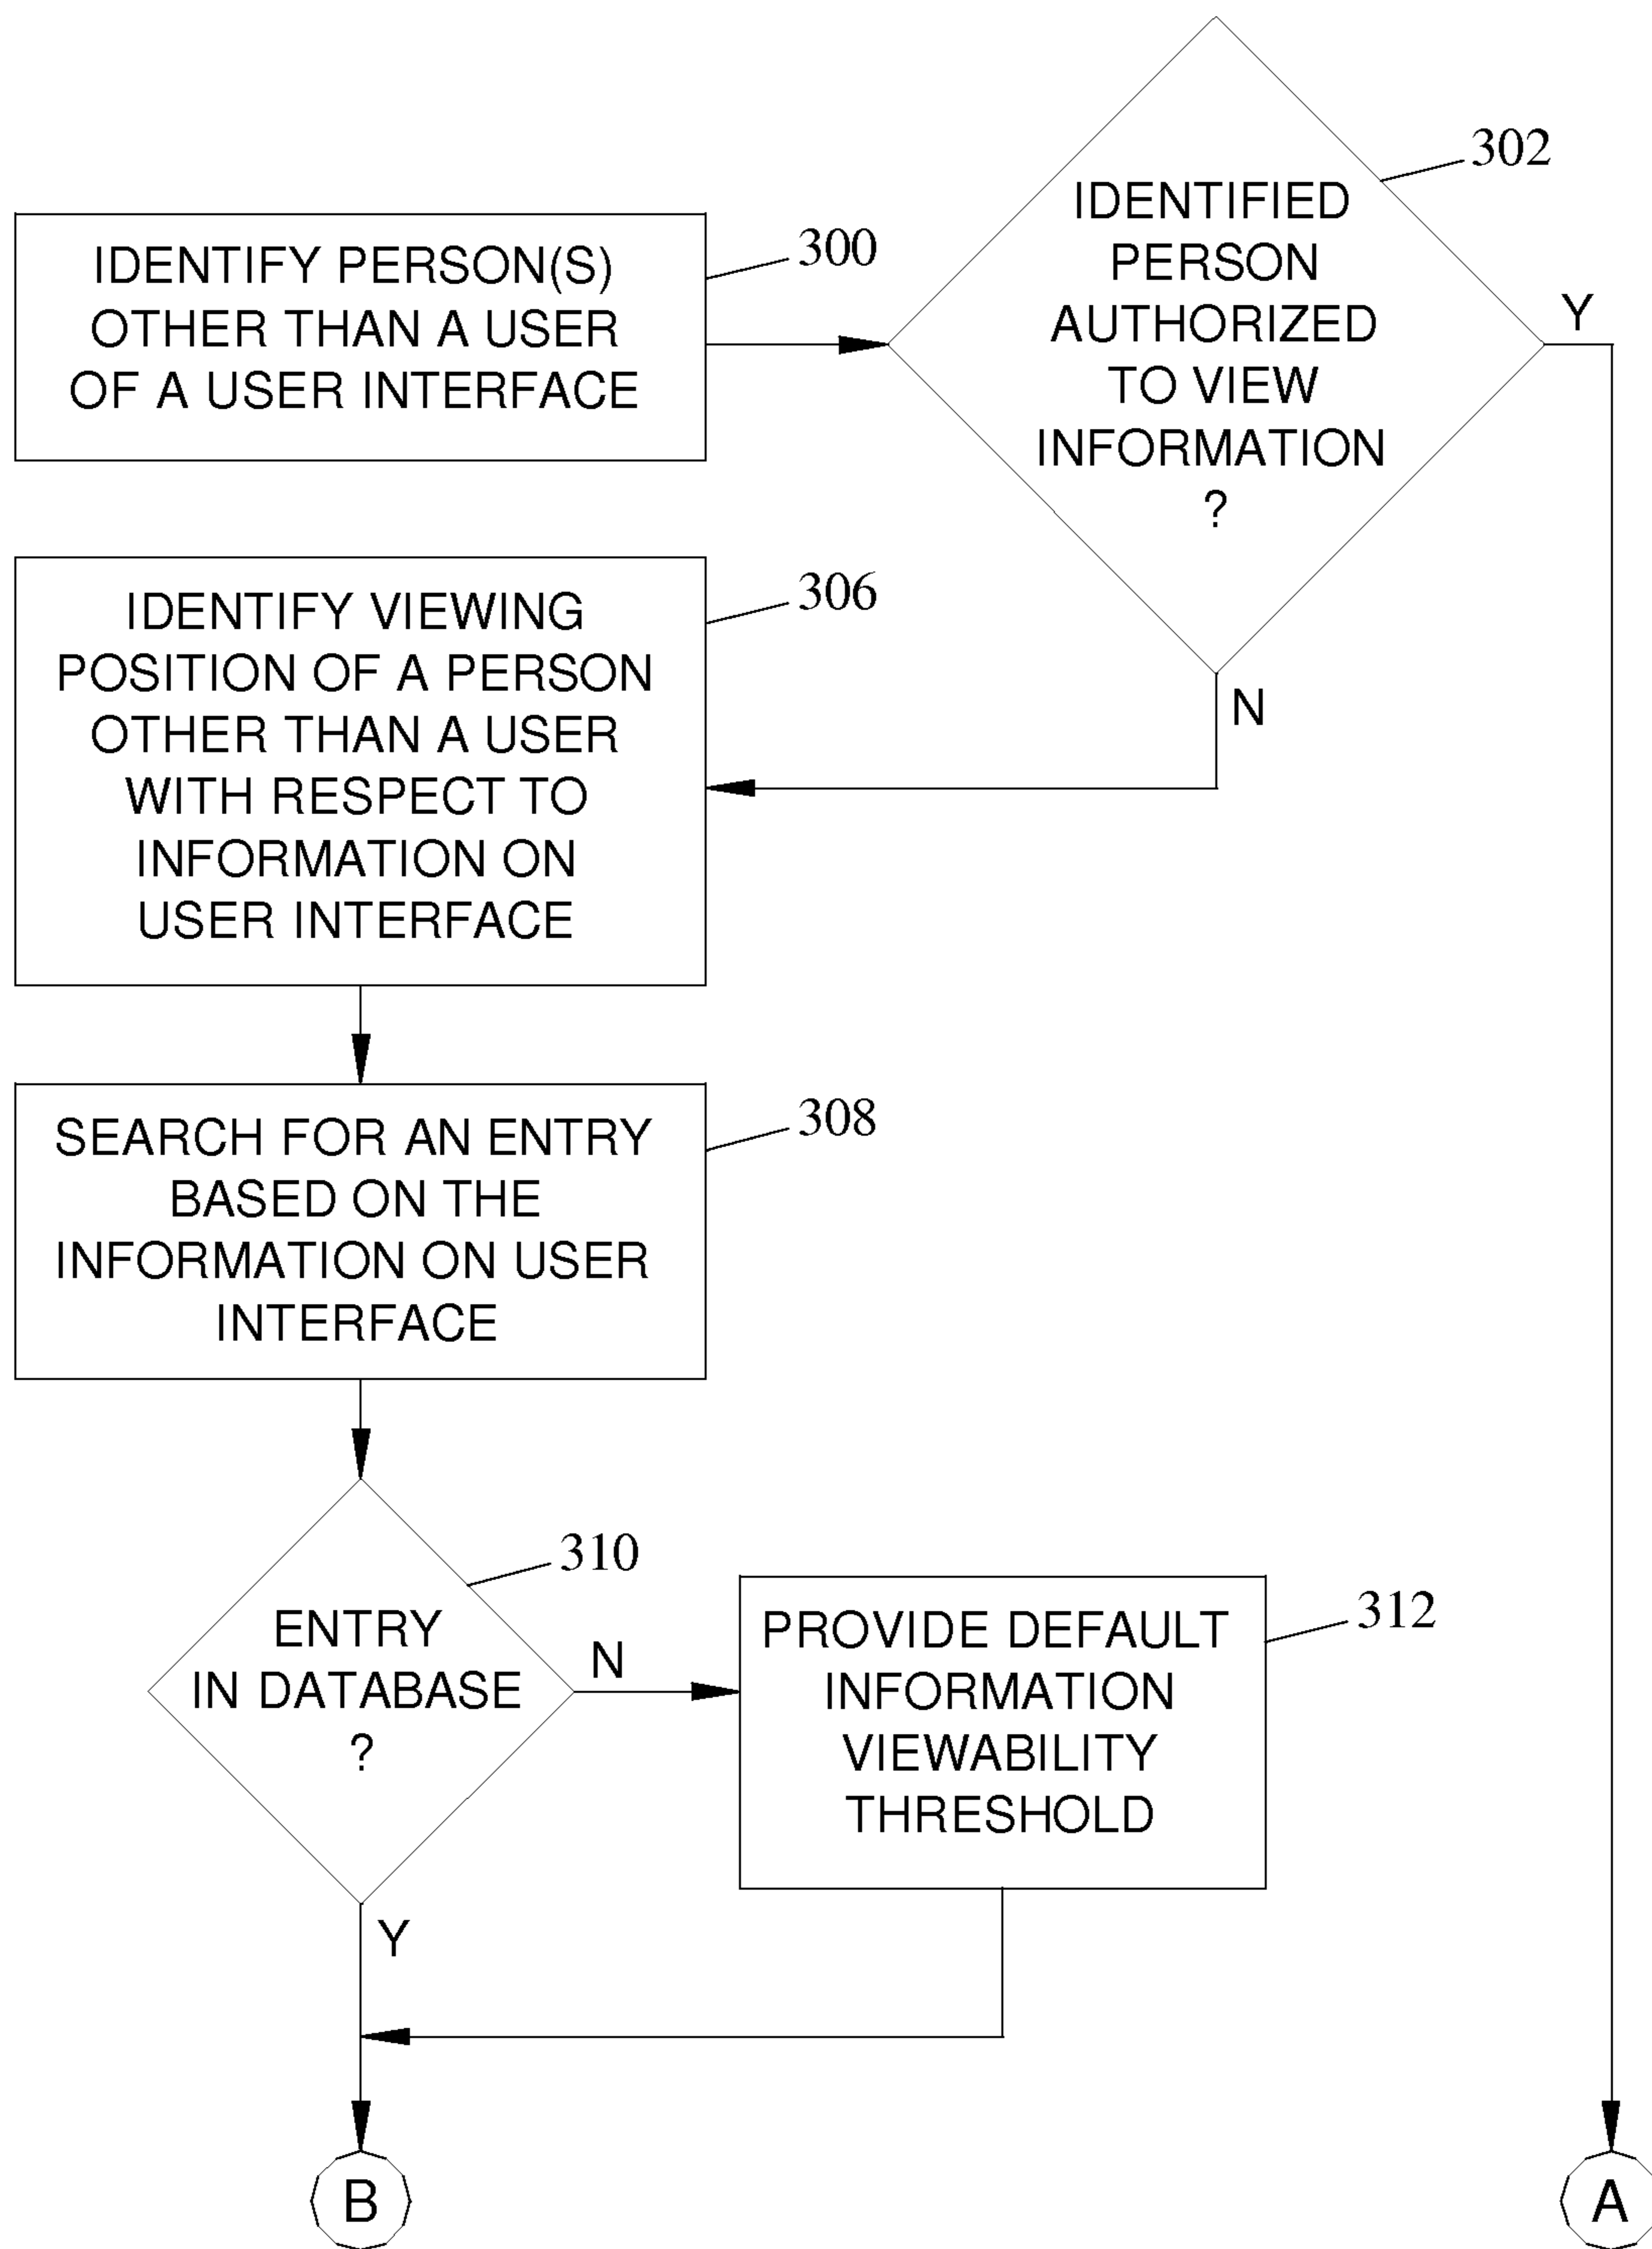 IDENTIFY PERSON(S)
OTHER THAN A USER
OF A USER INTERFACE
300
IDENTIFIED
PERSON
AUTHORIZED
TO VIEW
INFORMATION
?
302
Y
N
IDENTIFY VIEWING
POSITION OF A PERSON
OTHER THAN A USER
WITH RESPECT TO
INFORMATION ON
USER INTERFACE
306
SEARCH FOR AN ENTRY
BASED ON THE
INFORMATION ON USER
INTERFACE
308
ENTRY
IN DATABASE
?
310
N
Y
PROVIDE DEFAULT
INFORMATION
VIEWABILITY
THRESHOLD
312
B
A